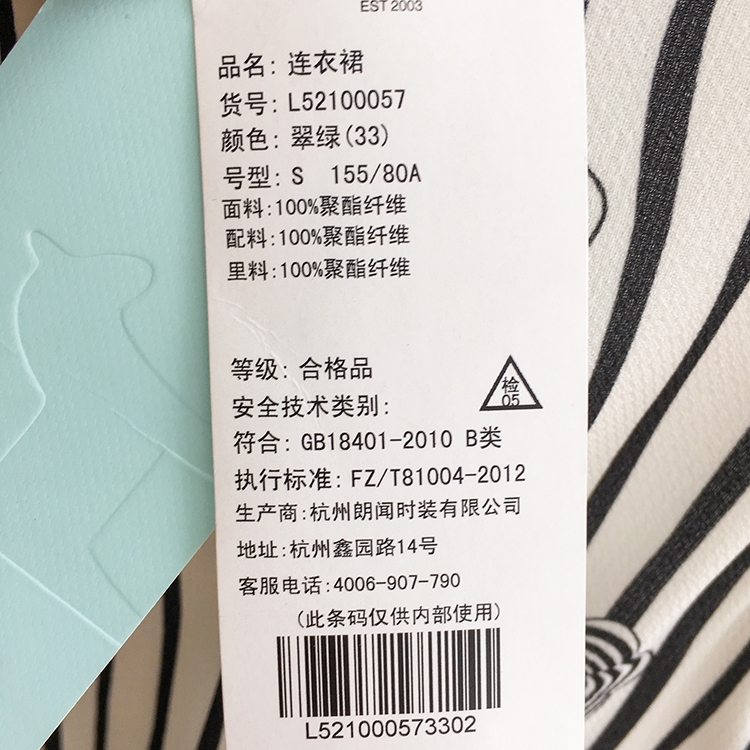 EST 2003
品名: 连衣裙
货号: L52100057
颜色: 翠绿(33)
号型: S 155/80A
面料:100%聚酯纤维
配料:100%聚酯纤维
里料:100%聚酯纤维
等级: 合格品
检
05
安全技术类别:
符合: GB18401-2010 B类
执行标准: FZ/T81004-2012
生产商:杭州朗闻时装有限公司
地址:杭州鑫园路14号
客服电话:4006-907-790
(此条码仅供内部使用)
L521000573302